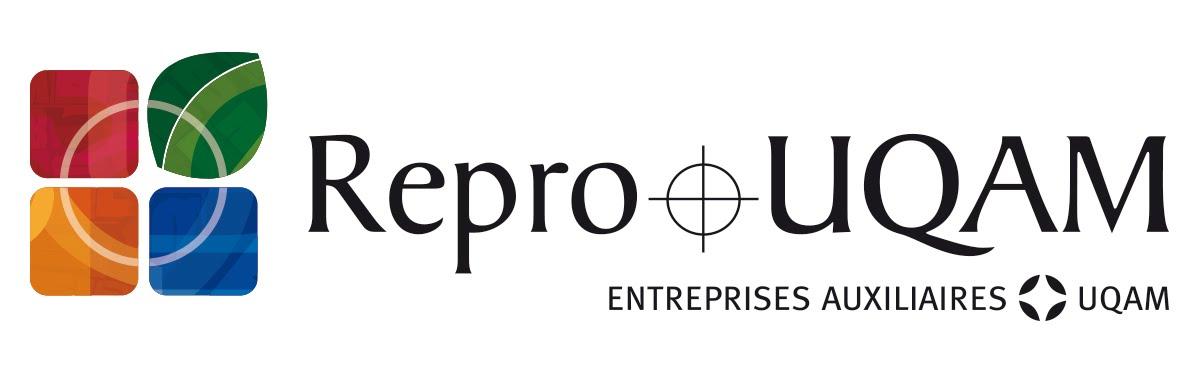 Repro UQAM
ENTREPRISES AUXILIAIRES UQAM